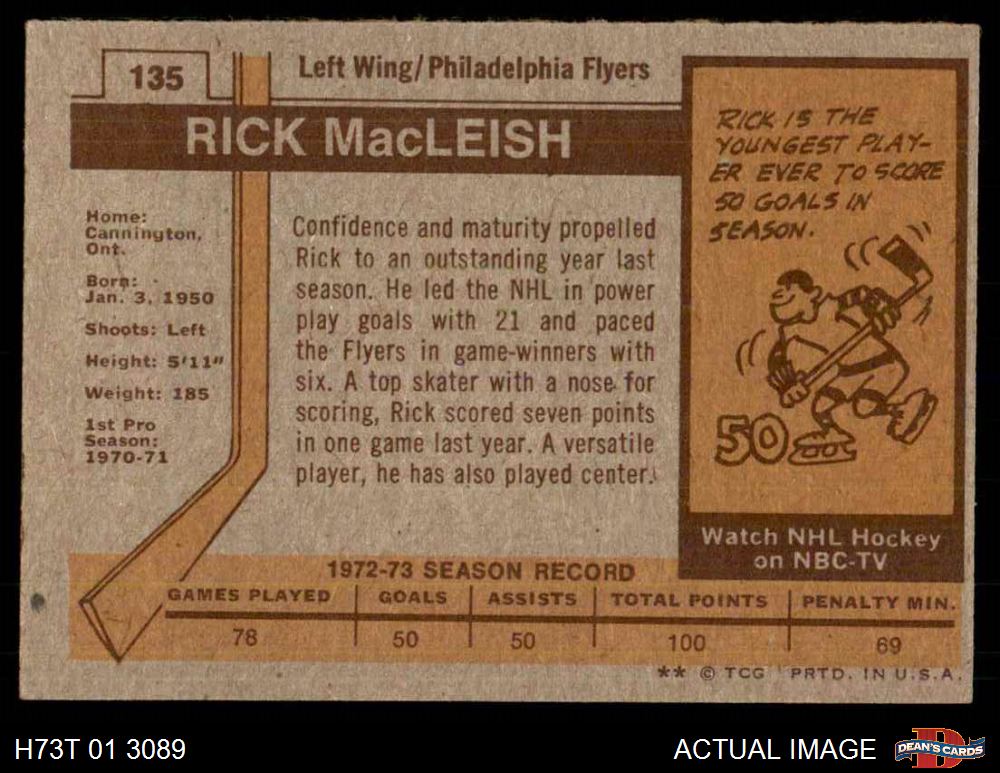 135
Left Wing/Philadelphia Flyers
RICK MacLEISH
Home:
Cannington,
Ont.
Born:
Jan. 3, 1950
Shoots: Left
Height: 5'11"
Weight: 185
1st Pro
Season:
1970-71
Confidence and maturity propelled
Rick to an outstanding year last
season. He led the NHL in power
play goals with 21 and paced
the Flyers in game-winners with
six. A top skater with a nose for
scoring, Rick scored seven points
in one game last year. A versatile
player, he has also played center.
RICK IS THE
YOUNGEST PLAY-
ER EVER TO SCORE
50 GOALS IN
SEASON.
50
Watch NHL Hockey
on NBC-TV
1972-73 SEASON RECORD
GAMES PLAYED GOALS ASSISTS TOTAL POINTS PENALTY MIN.
78 50 50 100 69
** © TCG PRTD. IN U.S.A.
H73T 01 3089
ACTUAL IMAGE
D
DEAN'S CARDS